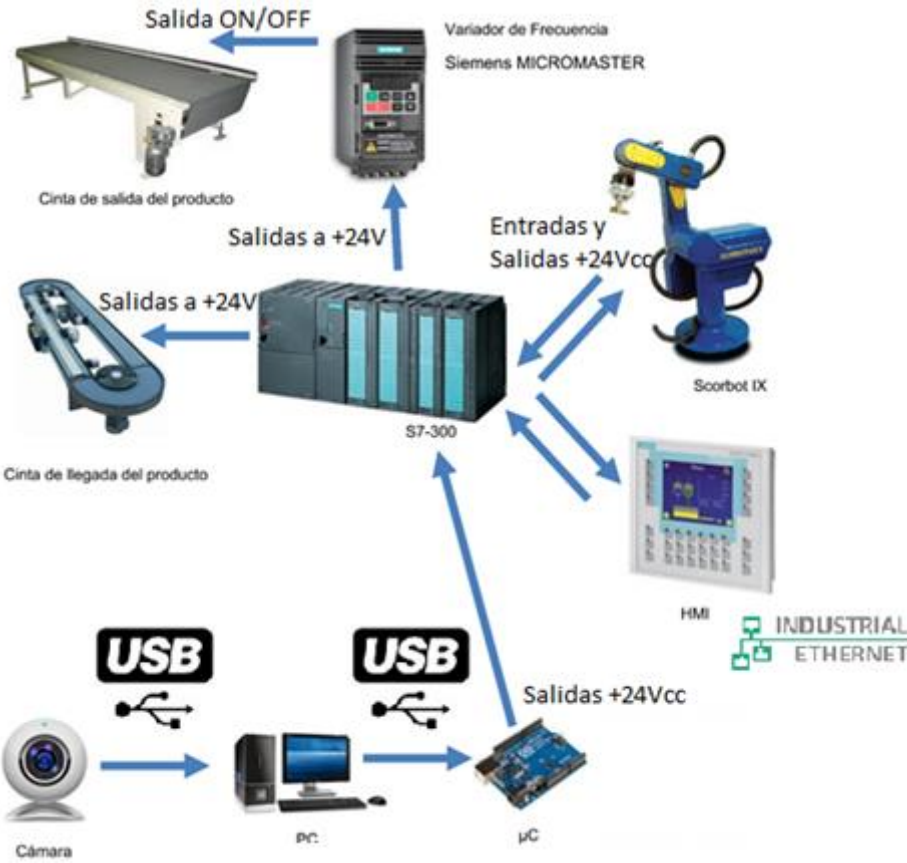 Salida ON/OFF
Variador de Frecuencia
Siemens MICROMASTER
Cinta de salida del producto
Salidas a +24V
Entradas y
Salidas +24Vcc
Salidas a +24V
Scorbot IX
S7-300
Cinta de llegada del producto
HMI
INDUSTRIAL
ETHERNET
USB
USB
Salidas +24Vcc
Cámara
PC
µC